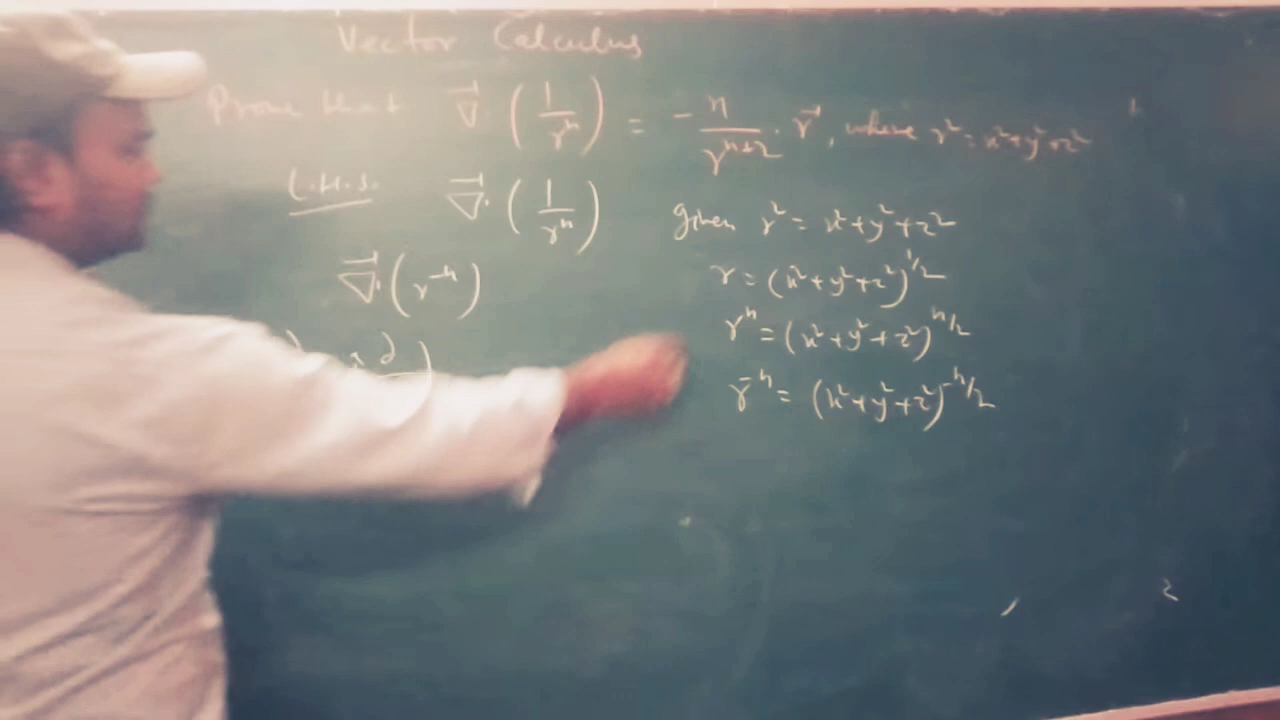 Vector Calculus
Prove that ∇⃗ (1/rⁿ) = -n/rⁿ⁺² · r⃗, where r² = x²+y²+z²
L.H.S. ∇⃗· (1/rⁿ)
∇⃗·(r⁻ⁿ)
given r² = x²+y²+z²
r = (x²+y²+z²)^1/2
rⁿ = (x²+y²+z²)^n/2
r⁻ⁿ = (x²+y²+z²)^-n/2